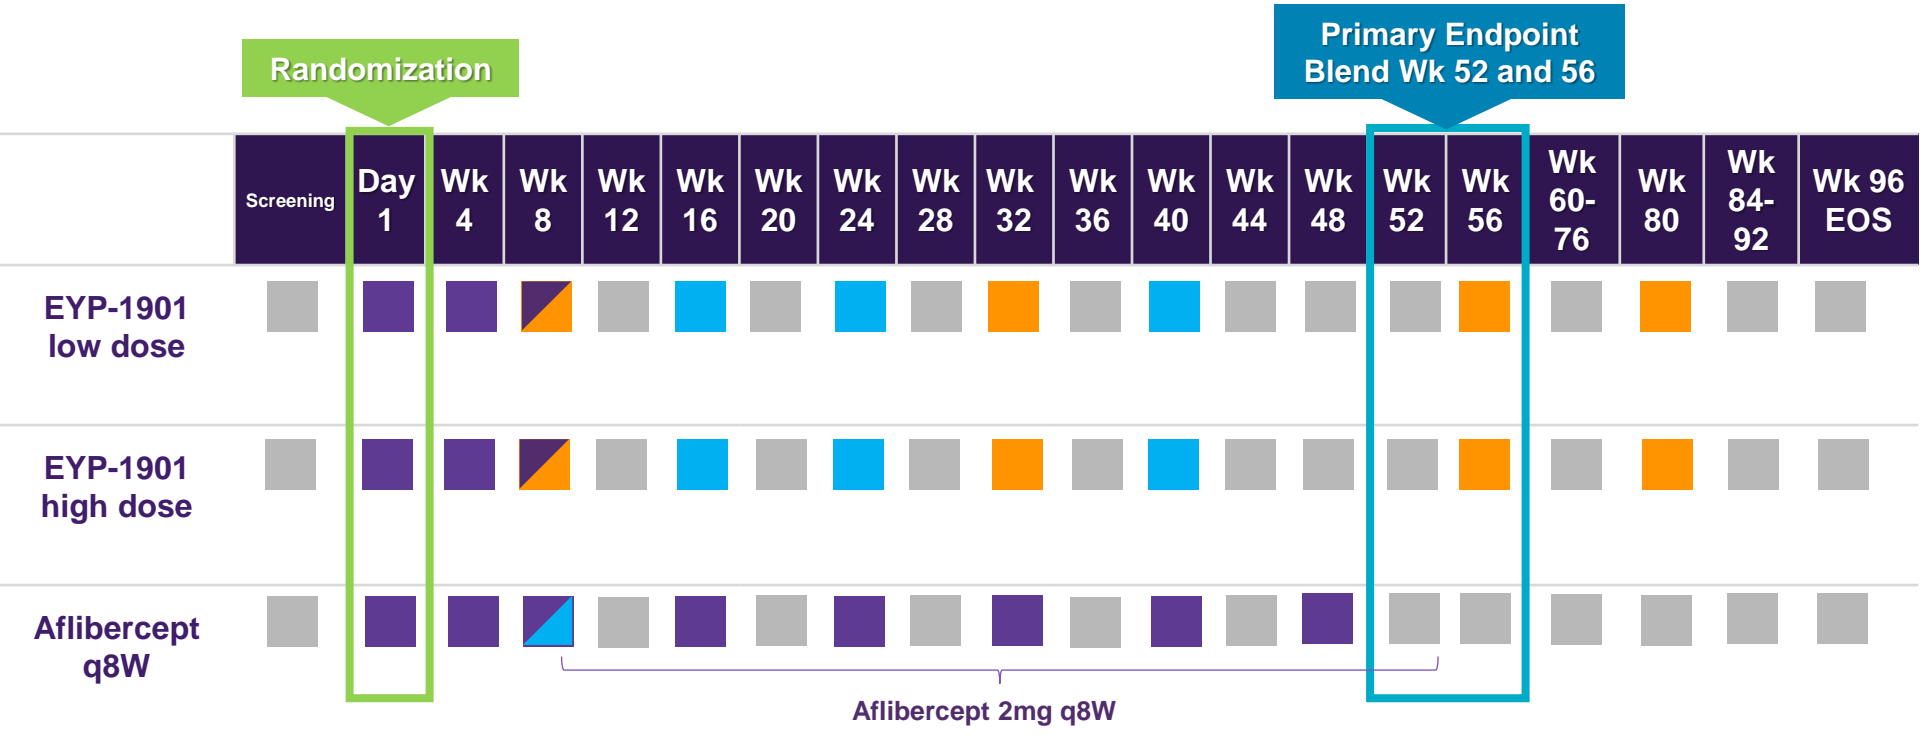 Randomization
Primary Endpoint
Blend Wk 52 and 56
Screening
Day
1
Wk
4
Wk
8
Wk
12
Wk
16
Wk
20
Wk
24
Wk
28
Wk
32
Wk
36
Wk
40
Wk
44
Wk
48
Wk
52
Wk
56
Wk
60-
76
Wk
80
Wk
84-
92
Wk 96
EOS
EYP-1901
low dose
EYP-1901
high dose
Aflibercept
q8W
Aflibercept 2mg q8W